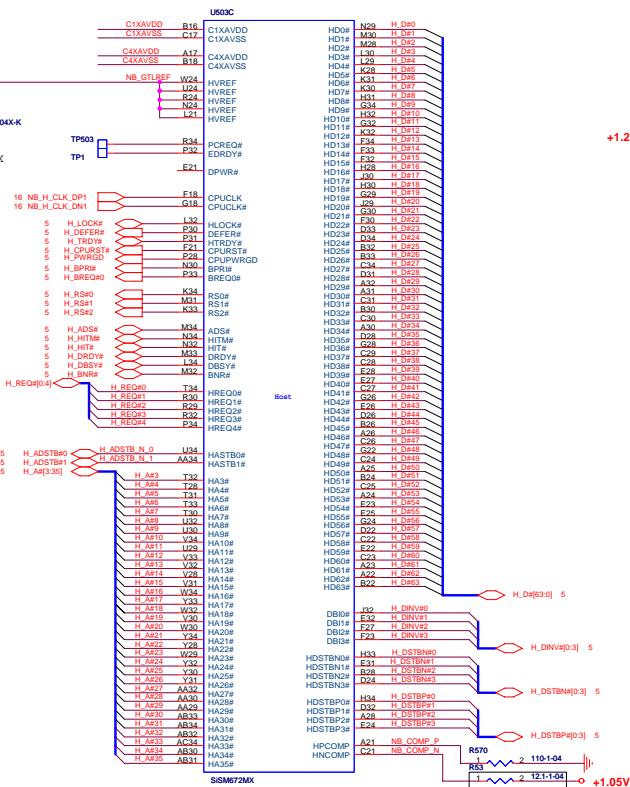 U503C
C1XAVDD B16 C1XAVDD
C1XAVSS C17 C1XAVSS
C4XAVDD A17 C4XAVDD
C4XAVSS B18 C4XAVSS
NB_GTLREF W24 HVREF
U24 HVREF
R24 HVREF
N24 HVREF
L21 HVREF
04X-K
X
TP503 R34 PCREQ#
TP1 P32 EDRDY#
E21 DPWR#
16 NB_H_CLK_DP1 F18 CPUCLK
16 NB_H_CLK_DN1 G18 CPUCLK#
5 H_LOCK# L32 HLOCK#
5 H_DEFER# P30 DEFER#
5 H_TRDY# P31 HTRDY#
5 H_CPURST# F21 CPURST#
5 H_PWRGD P28 CPUPWRGD
5 H_BPRI# N30 BPRI#
5 H_BREQ#0 P33 BREQ0#
5 H_RS#0 K34 RS0#
5 H_RS#1 M31 RS1#
5 H_RS#2 K33 RS2#
5 H_ADS# M34 ADS#
5 H_HITM# N34 HITM#
5 H_HIT# N32 HIT#
5 H_DRDY# M33 DRDY#
5 H_DBSY# L34 DBSY#
5 H_BNR# M32 BNR#
H_REQ#[0:4]
H_REQ#0 T34 HREQ0#
H_REQ#1 R30 HREQ1#
H_REQ#2 R29 HREQ2#
H_REQ#3 R32 HREQ3#
H_REQ#4 P34 HREQ4#
5 H_ADSTB#0 H_ADSTB_N_0 U34 HASTB0#
5 H_ADSTB#1 H_ADSTB_N_1 AA34 HASTB1#
5 H_A#[3:35]
H_A#3 T32 HA3#
H_A#4 T28 HA4#
H_A#5 T31 HA5#
H_A#6 T33 HA6#
H_A#7 T30 HA7#
H_A#8 U32 HA8#
H_A#9 U30 HA9#
H_A#10 V34 HA10#
H_A#11 U29 HA11#
H_A#12 V33 HA12#
H_A#13 V32 HA13#
H_A#14 V28 HA14#
H_A#15 V31 HA15#
H_A#16 W34 HA16#
H_A#17 Y33 HA17#
H_A#18 W32 HA18#
H_A#19 V30 HA19#
H_A#20 W30 HA20#
H_A#21 Y34 HA21#
H_A#22 Y28 HA22#
H_A#23 W29 HA23#
H_A#24 Y32 HA24#
H_A#25 Y30 HA25#
H_A#26 Y31 HA26#
H_A#27 AA32 HA27#
H_A#28 AA30 HA28#
H_A#29 AA29 HA29#
H_A#30 AB33 HA30#
H_A#31 AB34 HA31#
H_A#32 AB32 HA32#
H_A#33 AC34 HA33#
H_A#34 AB30 HA34#
H_A#35 AB31 HA35#
Host
HD0# N29 H_D#0
HD1# M30 H_D#1
HD2# M28 H_D#2
HD3# L30 H_D#3
HD4# L29 H_D#4
HD5# K28 H_D#5
HD6# K31 H_D#6
HD7# K30 H_D#7
HD8# H31 H_D#8
HD9# G34 H_D#9
HD10# H32 H_D#10
HD11# G32 H_D#11
HD12# K32 H_D#12
HD13# F34 H_D#13
HD14# F33 H_D#14
HD15# F32 H_D#15
HD16# H28 H_D#16
HD17# J30 H_D#17
HD18# H30 H_D#18
HD19# G29 H_D#19
HD20# J29 H_D#20
HD21# G30 H_D#21
HD22# F30 H_D#22
HD23# D33 H_D#23
HD24# D34 H_D#24
HD25# B32 H_D#25
HD26# B33 H_D#26
HD27# C34 H_D#27
HD28# D31 H_D#28
HD29# A32 H_D#29
HD30# A31 H_D#30
HD31# C31 H_D#31
HD32# B30 H_D#32
HD33# C30 H_D#33
HD34# A30 H_D#34
HD35# D28 H_D#35
HD36# G28 H_D#36
HD37# C29 H_D#37
HD38# C28 H_D#38
HD39# E28 H_D#39
HD40# E27 H_D#40
HD41# C27 H_D#41
HD42# G26 H_D#42
HD43# E26 H_D#43
HD44# D26 H_D#44
HD45# B26 H_D#45
HD46# A26 H_D#46
HD47# C26 H_D#47
HD48# G22 H_D#48
HD49# C24 H_D#49
HD50# A25 H_D#50
HD51# B24 H_D#51
HD52# C25 H_D#52
HD53# A24 H_D#53
HD54# E23 H_D#54
HD55# E25 H_D#55
HD56# G24 H_D#56
HD57# D22 H_D#57
HD58# C22 H_D#58
HD59# E22 H_D#59
HD60# C23 H_D#60
HD61# A23 H_D#61
HD62# A22 H_D#62
HD63# B22 H_D#63
H_D#[63:0] 5
DBI0# J32 H_DINV#0
DBI1# E32 H_DINV#1
DBI2# F27 H_DINV#2
DBI3# F23 H_DINV#3
H_DINV#[0:3] 5
HDSTBN0# H33 H_DSTBN#0
HDSTBN1# E31 H_DSTBN#1
HDSTBN2# B28 H_DSTBN#2
HDSTBN3# D24 H_DSTBN#3
H_DSTBN#[0:3] 5
HDSTBP0# H34 H_DSTBP#0
HDSTBP1# D32 H_DSTBP#1
HDSTBP2# A28 H_DSTBP#2
HDSTBP3# E24 H_DSTBP#3
H_DSTBP#[0:3] 5
HPCOMP A21 NB_COMP_P R570 1 2 110-1-04
HNCOMP C21 NB_COMP_N R53 1 2 12.1-1-04
+1.05V
+1.2
SiSM672MX